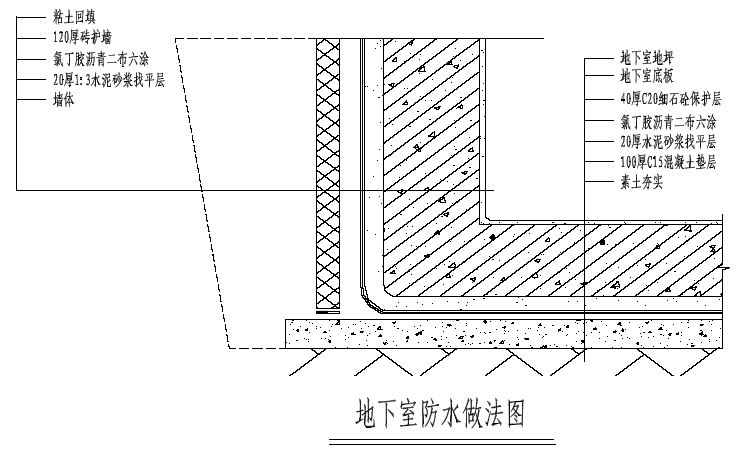 粘土回填
120厚砖护墙
氯丁胶沥青二布六涂
20厚1:3水泥砂浆找平层
墙体
地下室地坪
地下室底板
40厚C20细石砼保护层
氯丁胶沥青二布六涂
20厚水泥砂浆找平层
100厚C15混凝土垫层
素土夯实
地下室防水做法图